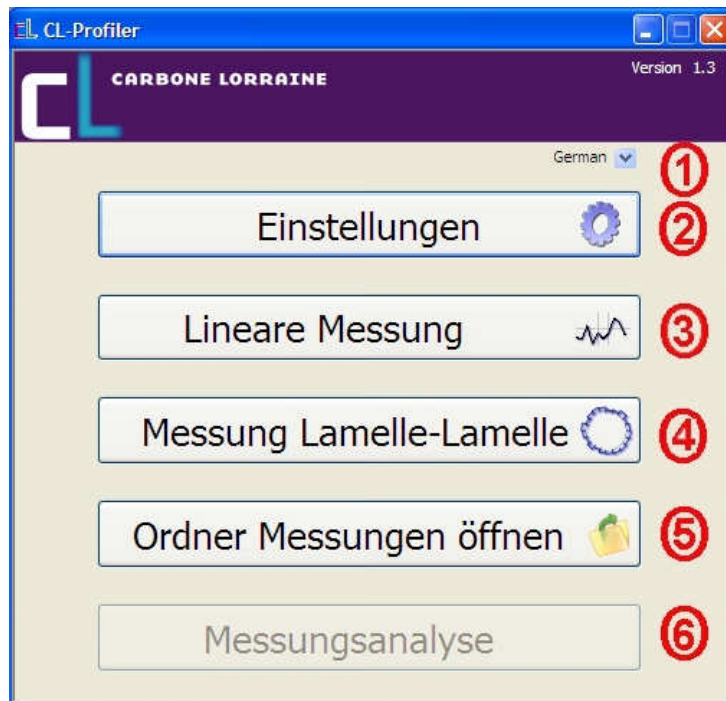 CL-Profiler
CL CARBONE LORRAINE
Version 1.3
German
1
Einstellungen
2
Lineare Messung
3
Messung Lamelle-Lamelle
4
Ordner Messungen öffnen
5
Messungsanalyse
6